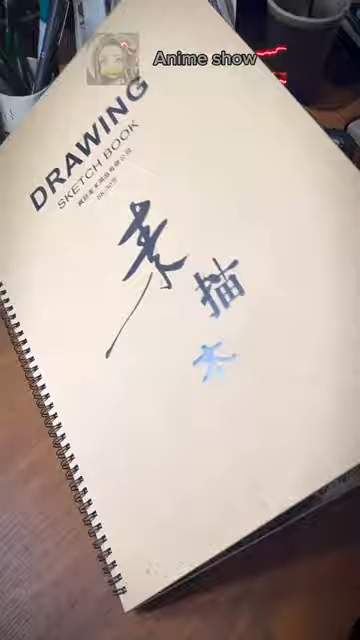 Anime show
DRAWING
SKETCH BOOK
素
描
本